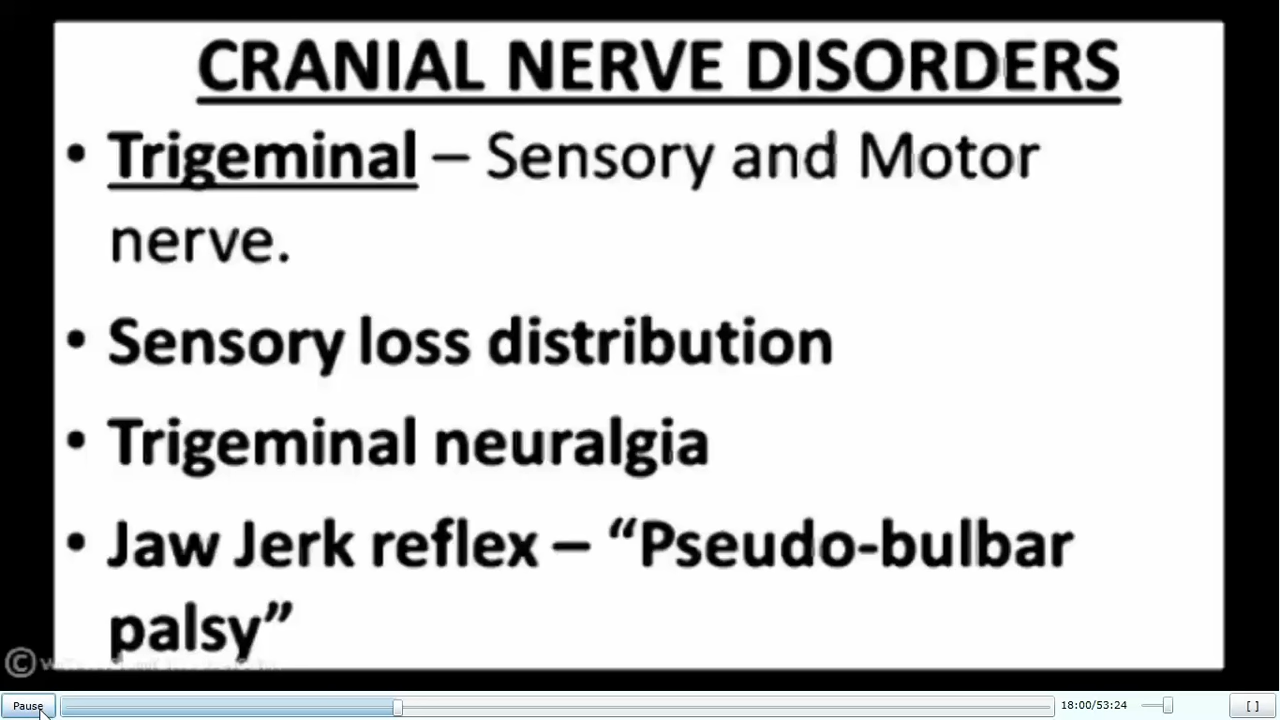 CRANIAL NERVE DISORDERS
• Trigeminal – Sensory and Motor
nerve.
• Sensory loss distribution
• Trigeminal neuralgia
• Jaw Jerk reflex – “Pseudo-bulbar
palsy”
©
Pause 18:00/53:24 [ ]